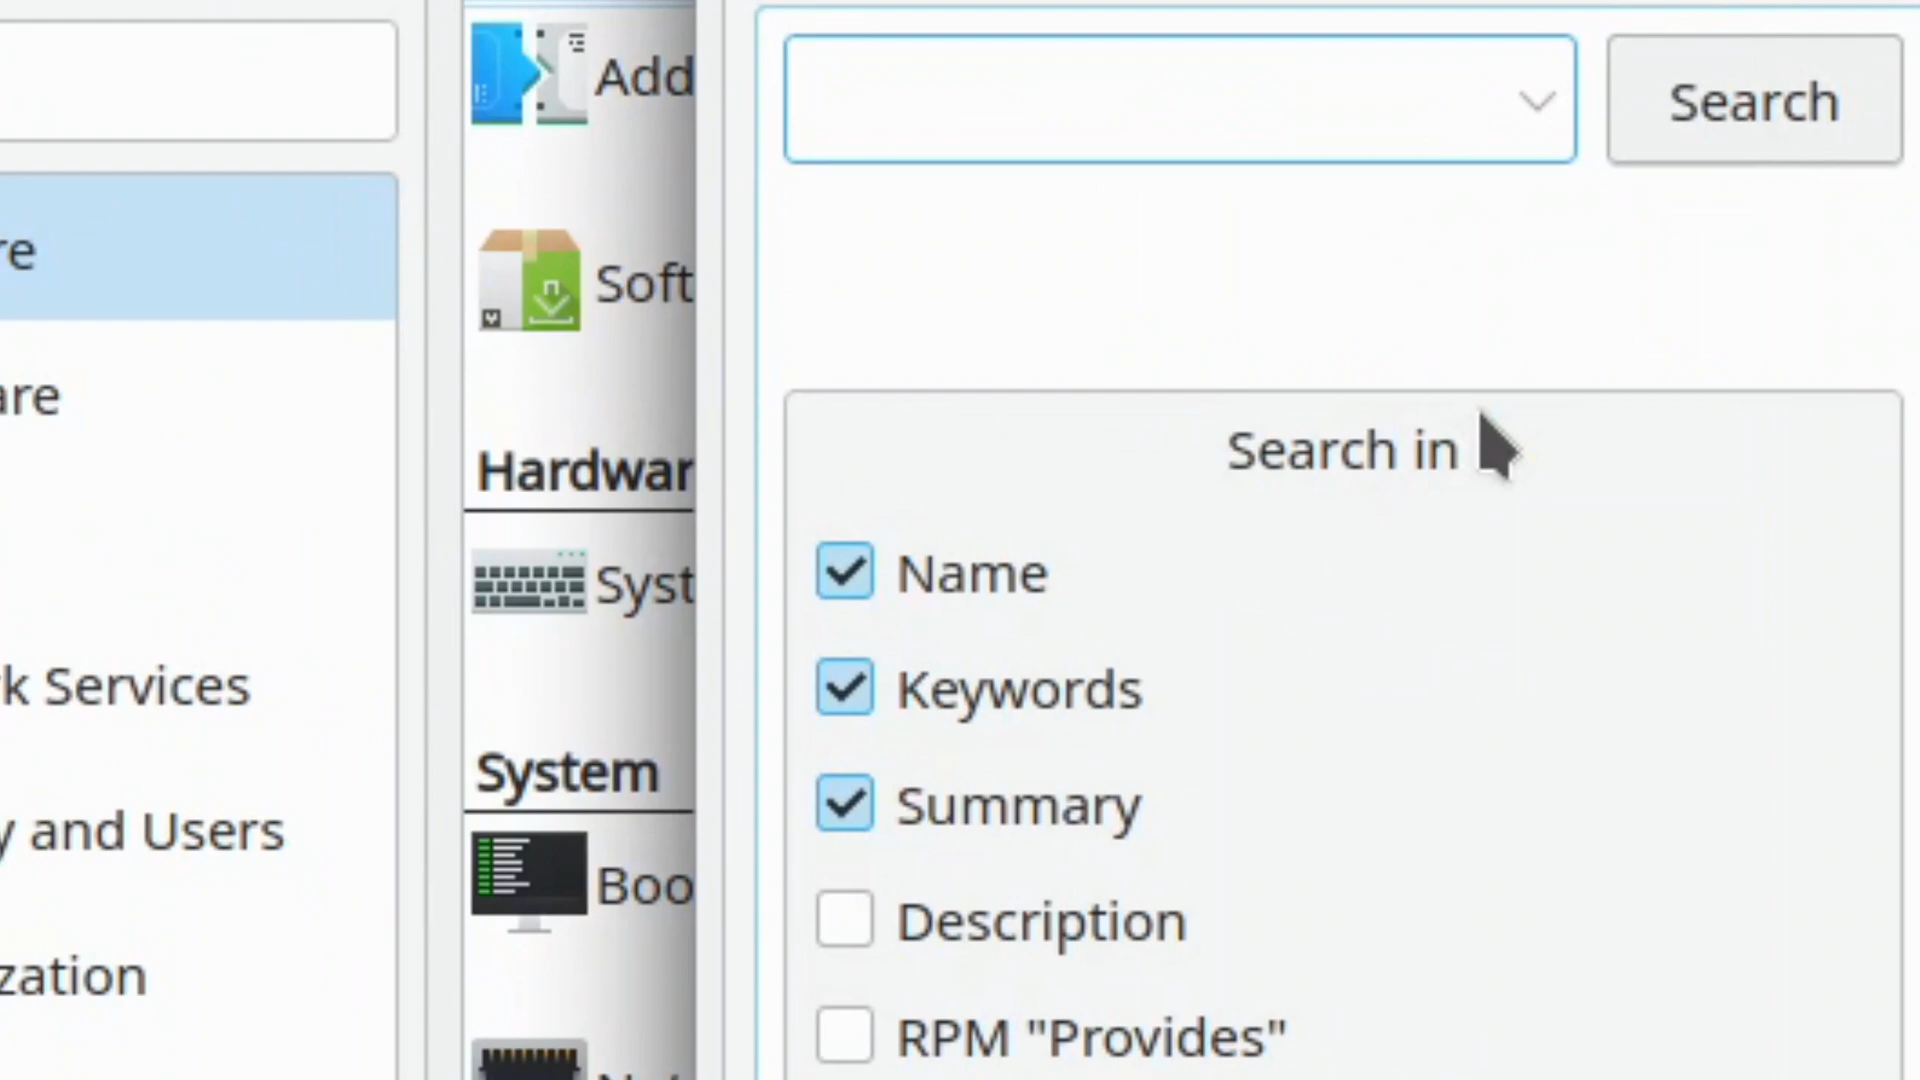 re
are
k Services
y and Users
zation
Add
Soft
Hardwar
Syst
System
Boo
Search
Search in
Name
Keywords
Summary
Description
RPM "Provides"